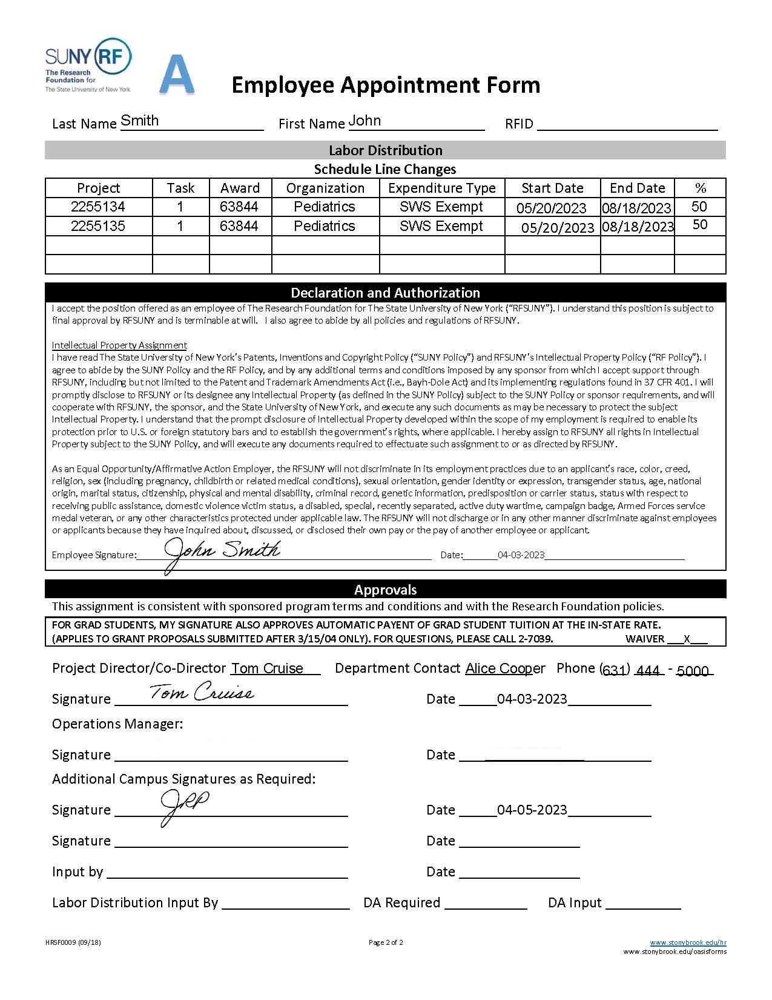 SUNY RF
The Research
Foundation for
The State University of New York
A
Employee Appointment Form
Last Name Smith First Name John RFID ____
Labor Distribution
Schedule Line Changes
Project Task Award Organization Expenditure Type Start Date End Date %
2255134 1 63844 Pediatrics SWS Exempt 05/20/2023 08/18/2023 50
2255135 1 63844 Pediatrics SWS Exempt 05/20/2023 08/18/2023 50
Declaration and Authorization
I accept the position offered as an employee of The Research Foundation for The State University of New York (“RFSUNY”). I understand this position is subject to
final approval by RFSUNY and is terminable at will. I also agree to abide by all policies and regulations of RFSUNY.
Intellectual Property Assignment
I have read The State University of New York’s Patents, Inventions and Copyright Policy (“SUNY Policy”) and RFSUNY’s Intellectual Property Policy (“RF Policy”). I
agree to abide by the SUNY Policy and the RF Policy, and by any additional terms and conditions imposed by any sponsor from which I accept support through
RFSUNY, including but not limited to the Patent and Trademark Amendments Act (i.e., Bayh-Dole Act) and its implementing regulations found in 37 CFR 401. I will
promptly disclose to RFSUNY or its designee any Intellectual Property (as defined in the SUNY Policy) subject to the SUNY Policy or sponsor requirements, and will
cooperate with RFSUNY, the sponsor, and the State University of New York, and execute any such documents as may be necessary to protect the subject
Intellectual Property. I understand that the prompt disclosure of Intellectual Property developed within the scope of my employment is required to enable its
protection prior to U.S. or foreign statutory bars and to establish the government’s rights, where applicable. I hereby assign to RFSUNY all rights in Intellectual
Property subject to the SUNY Policy, and will execute any documents required to effectuate such assignment to or as directed by RFSUNY.
As an Equal Opportunity/Affirmative Action Employer, the RFSUNY will not discriminate in its employment practices due to an applicant’s race, color, creed,
religion, sex (including pregnancy, childbirth or related medical conditions), sexual orientation, gender identity or expression, transgender status, age, national
origin, marital status, citizenship, physical and mental disability, criminal record, genetic information, predisposition or carrier status, status with respect to
receiving public assistance, domestic violence victim status, a disabled, special, recently separated, active duty wartime, campaign badge, Armed Forces service
medal veteran, or any other characteristics protected under applicable law. The RFSUNY will not discharge or in any other manner discriminate against employees
or applicants because they have inquired about, discussed, or disclosed their own pay or the pay of another employee or applicant.
Employee Signature: John Smith Date: 04-03-2023
Approvals
This assignment is consistent with sponsored program terms and conditions and with the Research Foundation policies.
FOR GRAD STUDENTS, MY SIGNATURE ALSO APPROVES AUTOMATIC PAYENT OF GRAD STUDENT TUITION AT THE IN-STATE RATE.
(APPLIES TO GRANT PROPOSALS SUBMITTED AFTER 3/15/04 ONLY). FOR QUESTIONS, PLEASE CALL 2-7039. WAIVER ___X___
Project Director/Co-Director Tom Cruise Department Contact Alice Cooper Phone (631) 444 - 5000
Signature Tom Cruise Date 04-03-2023
Operations Manager:
Signature ____ Date ____
Additional Campus Signatures as Required:
Signature JRP Date 04-05-2023
Signature ____ Date ____
Input by ____ Date ____
Labor Distribution Input By ____ DA Required ____ DA Input ____
HRSF0009 (09/18) Page 2 of 2 www.stonybrook.edu/hr
www.stonybrook.edu/oasisforms